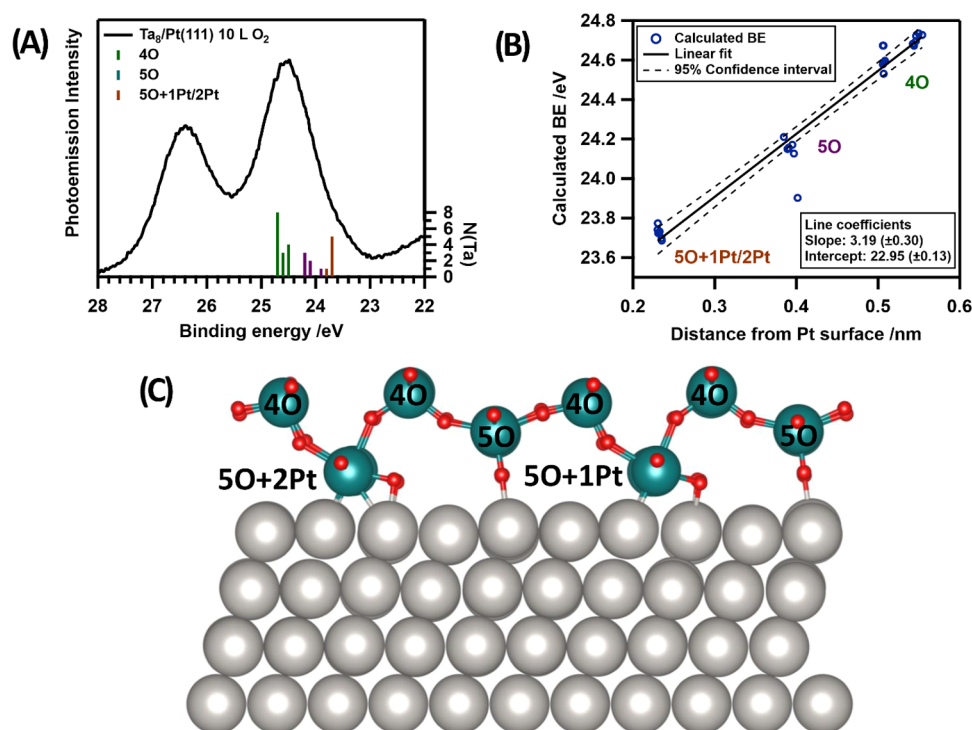 (A)
Ta₈/Pt(111) 10 L O₂
4O
5O
5O+1Pt/2Pt
Photoemission Intensity
8
6
4
2
0
N(Ta)
28 27 26 25 24 23 22
Binding energy /eV
(B)
24.8
24.6
24.4
24.2
24.0
23.8
23.6
Calculated BE /eV
Calculated BE
Linear fit
95% Confidence interval
4O
5O
5O+1Pt/2Pt
Line coefficients
Slope: 3.19 (±0.30)
Intercept: 22.95 (±0.13)
0.2 0.3 0.4 0.5 0.6
Distance from Pt surface /nm
(C)
4O 4O 4O 4O
5O 5O
5O+2Pt 5O+1Pt